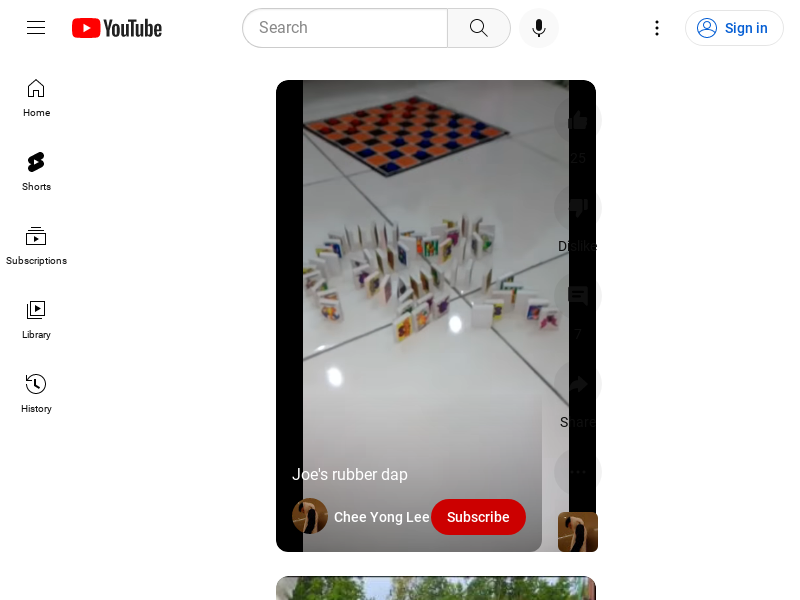 YouTube
Search
Sign in
Home
Shorts
Subscriptions
Library
History
25
Dislike
7
Share
Joe's rubber dap
Chee Yong Lee
Subscribe